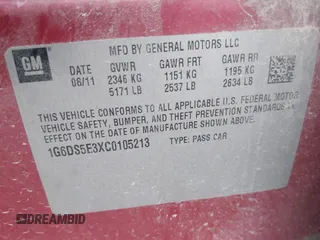 GM
MFD BY GENERAL MOTORS LLC
DATE GVWR GAWR FRT GAWR RR
08/11 2346 KG 1151 KG 1195 KG
5171 LB 2537 LB 2634 LB
THIS VEHICLE CONFORMS TO ALL APPLICABLE U.S. FEDERAL MOTOR
VEHICLE SAFETY, BUMPER, AND THEFT PREVENTION STANDARDS IN
EFFECT ON THE DATE OF MANUFACTURE SHOWN ABOVE.
1G6DS5E3XC0105213 TYPE: PASS CAR
DREAMBID